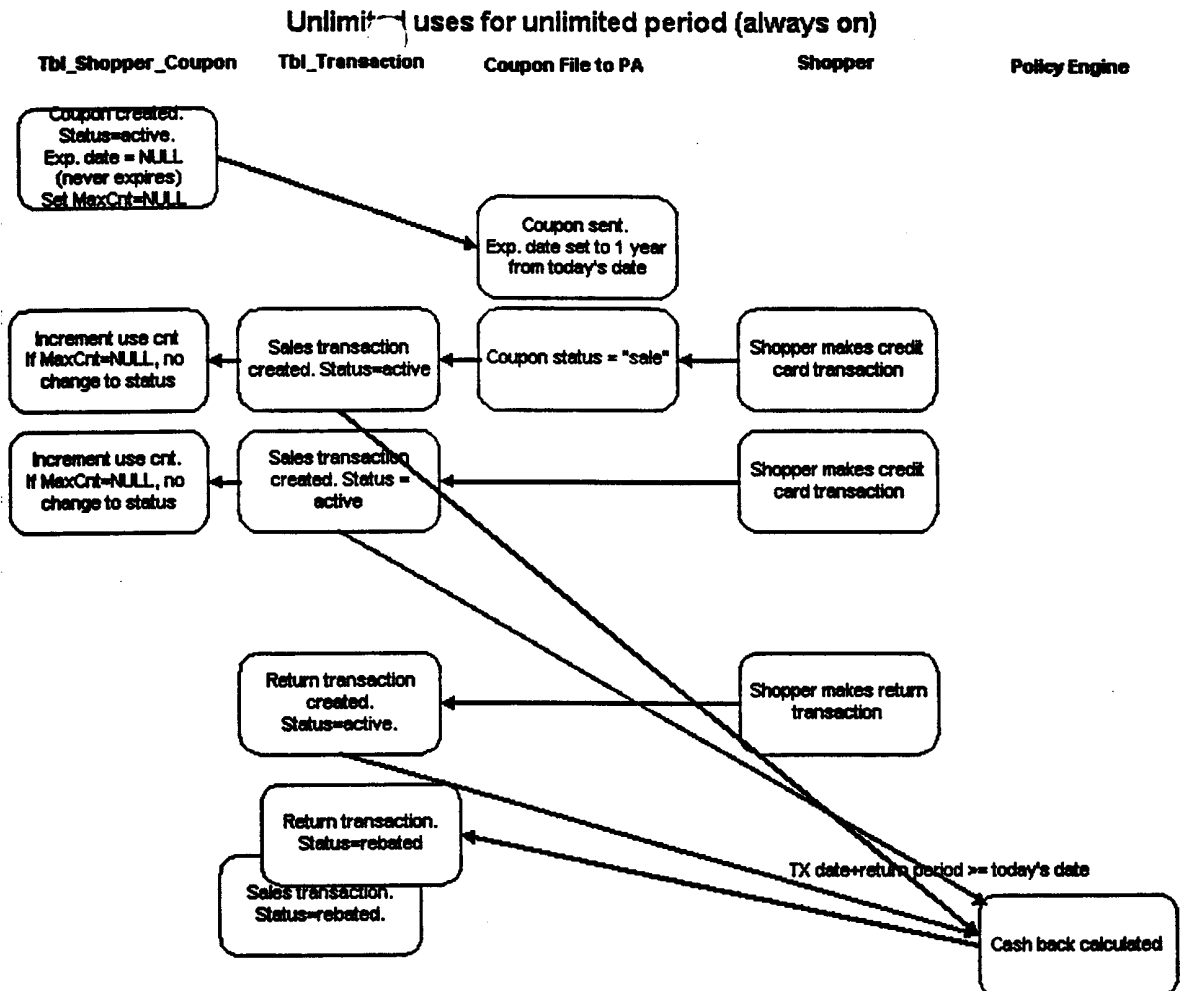 Unlimited uses for unlimited period (always on)
Tbl_Shopper_Coupon
Tbl_Transaction
Coupon File to PA
Shopper
Policy Engine
Coupon created.
Status=active.
Exp. date = NULL
(never expires)
Set MaxCnt=NULL
Coupon sent.
Exp. date set to 1 year
from today's date
Increment use cnt
If MaxCnt=NULL, no
change to status
Sales transaction
created. Status=active
Coupon status = "sale"
Shopper makes credit
card transaction
Increment use cnt.
If MaxCnt=NULL, no
change to status
Sales transaction
created. Status =
active
Shopper makes credit
card transaction
Return transaction
created.
Status=active.
Shopper makes return
transaction
Return transaction.
Status=rebated
Sales transaction.
Status=rebated.
TX date+return period >= today's date
Cash back calculated